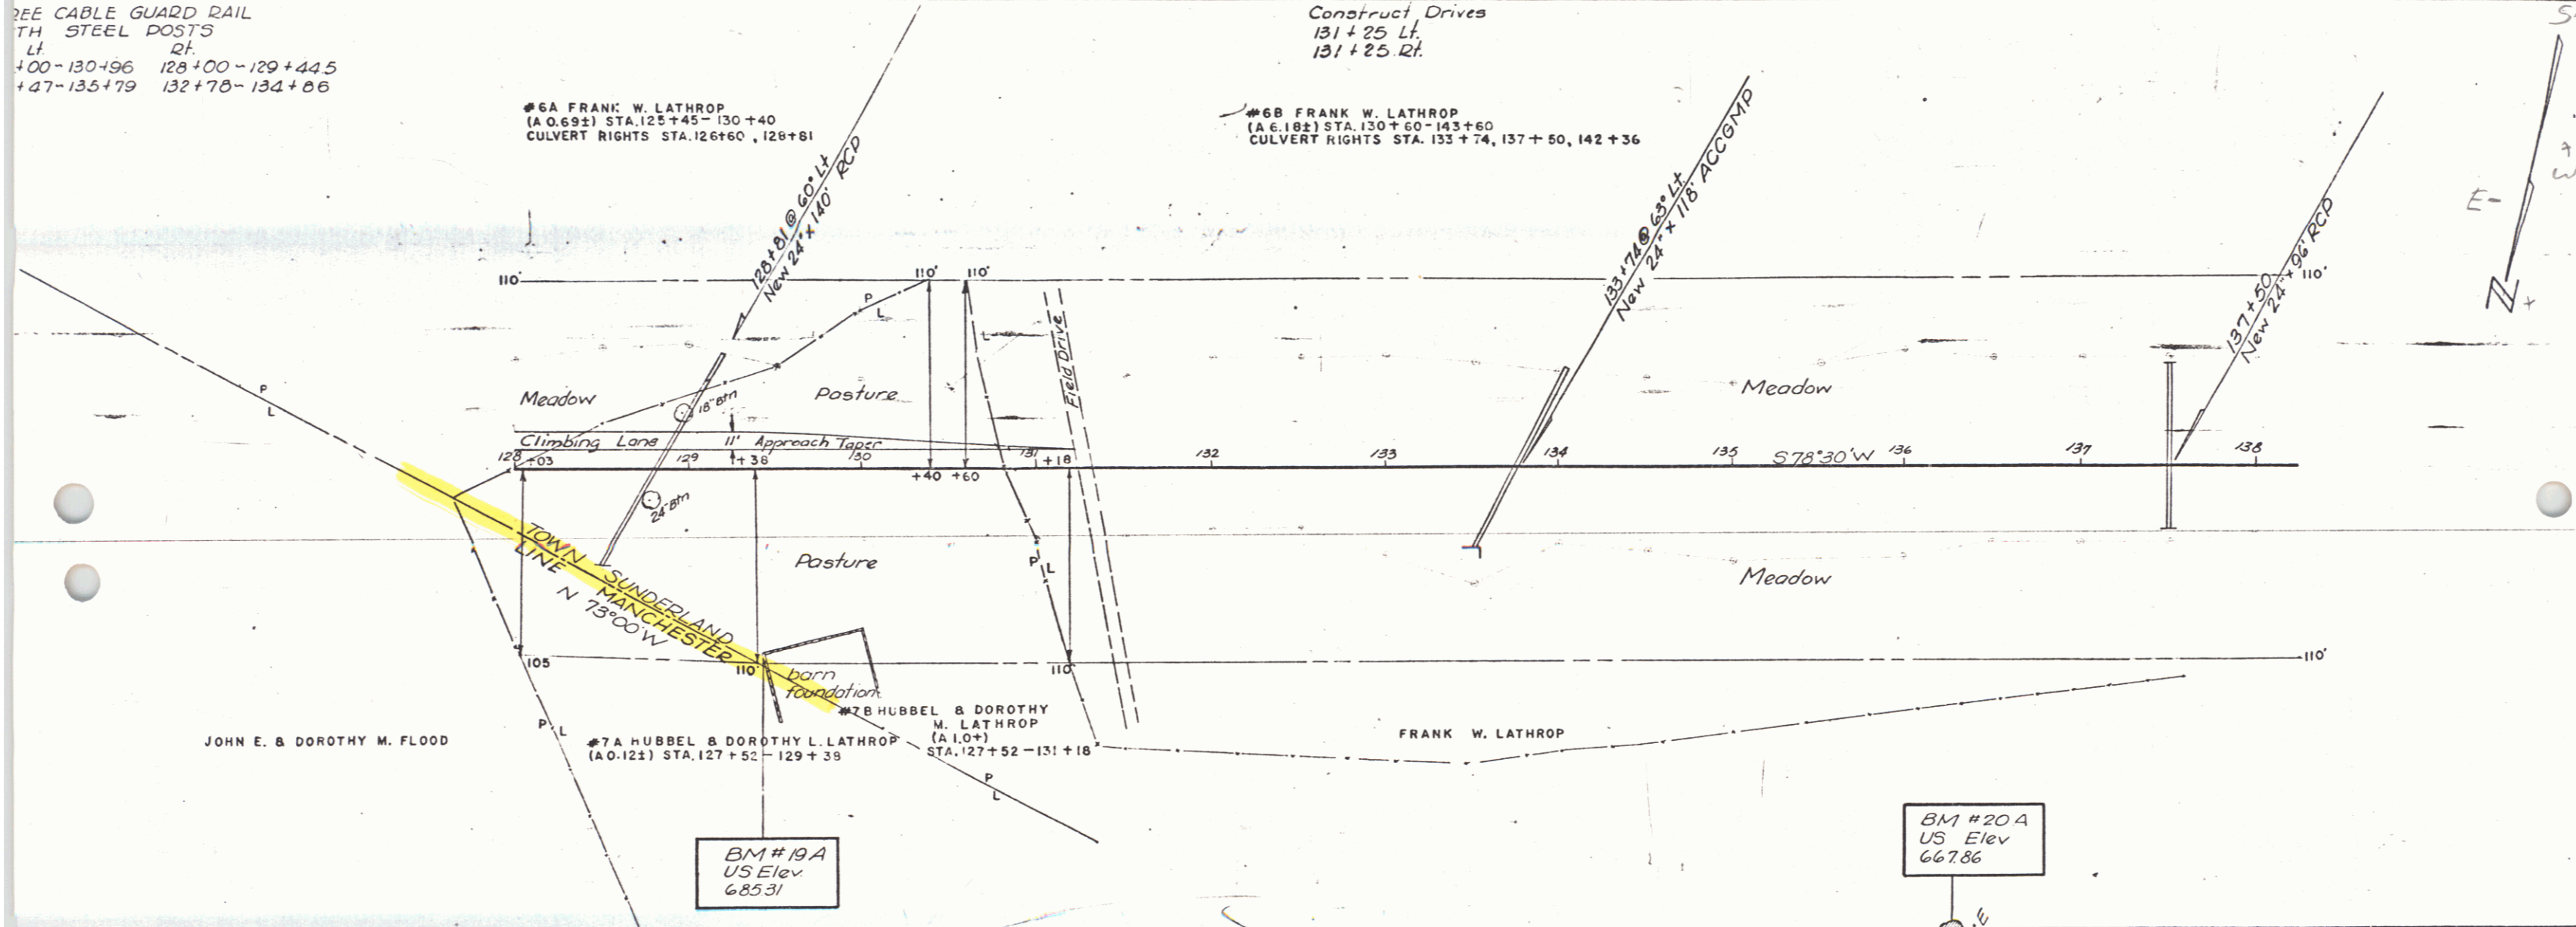 REE CABLE GUARD RAIL
TH STEEL POSTS
Lt. Rt.
+00-130+96 128+00-129+44.5
+47-135+79 132+78-134+86
Construct Drives
131+25 Lt.
131+25 Rt.
#6A FRANK W. LATHROP
(A 0.69±) STA.125+45-130+40
CULVERT RIGHTS STA.126+60, 128+81
#6B FRANK W. LATHROP
(A 6.18±) STA. 130+60-143+60
CULVERT RIGHTS STA. 133+74, 137+50, 142+36
128+81 @ 60° Lt
New 24" x 140' RCP
133+74 @ 63° Lt.
New 24" x 118' ACCGMP
137+50
New 24" x 96' RCP
E-
N
110' 110' 110' 110'
P
L
P
L
L
Field Drive
Meadow
18" Btn
Pasture
Meadow
Climbing Lane 11' Approach Taper
128 +03 129 +38 130 131 +18 132 133 134 135 S78°30'W 136 137 138
+40 +60
24" Btn
TOWN
LINE
SUNDERLAND
MANCHESTER
N 73°00'W
Pasture
P
L
Meadow
105 110' 110' 110'
barn
foundation
#7B HUBBEL & DOROTHY
M. LATHROP
(A 1.0±)
STA.127+52-131+18
P
L
JOHN E. & DOROTHY M. FLOOD
#7A HUBBEL & DOROTHY L. LATHROP
(A 0.12±) STA.127+52-129+38
FRANK W. LATHROP
P
L
BM #19A
US Elev.
685.31
BM #20A
US Elev
667.86